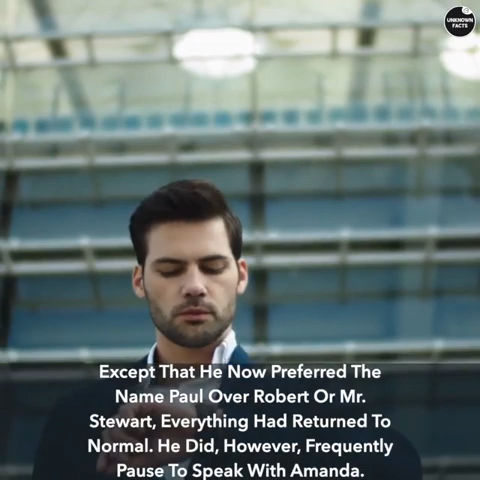 UNKNOWN
FACTS
Except That He Now Preferred The
Name Paul Over Robert Or Mr.
Stewart, Everything Had Returned To
Normal. He Did, However, Frequently
Pause To Speak With Amanda.